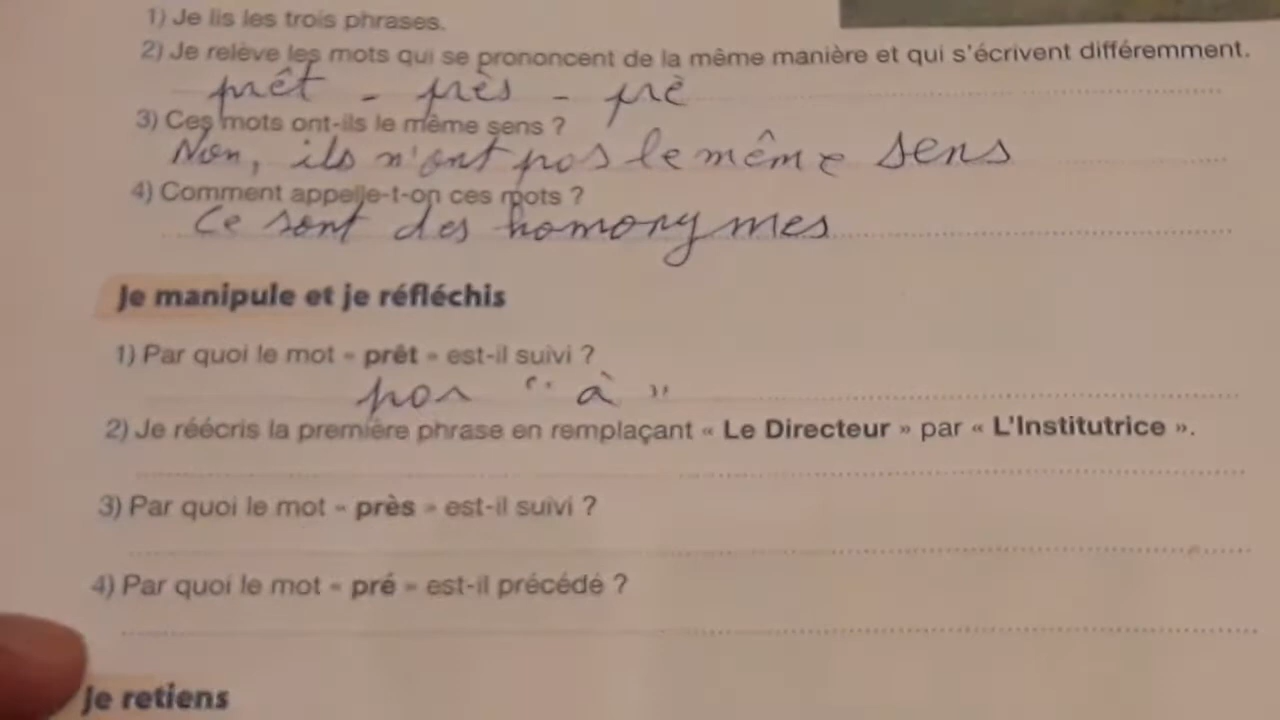 1) Je lis les trois phrases.
2) Je relève les mots qui se prononcent de la même manière et qui s'écrivent différemment.
prêt - près - pré
3) Ces mots ont-ils le même sens ?
Non, ils n'ont pas le même sens
4) Comment appelle-t-on ces mots ?
Ce sont des homonymes
Je manipule et je réfléchis
1) Par quoi le mot « prêt » est-il suivi ?
par " à "
2) Je réécris la première phrase en remplaçant « Le Directeur » par « L'Institutrice ».
3) Par quoi le mot « près » est-il suivi ?
4) Par quoi le mot « pré » est-il précédé ?
Je retiens